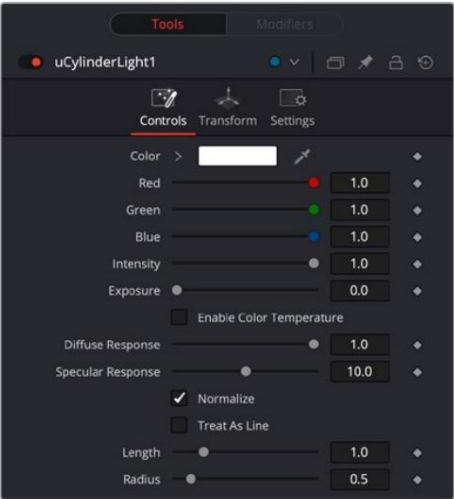 Tools Modifiers
uCylinderLight1
Controls Transform Settings
Color
Red 1.0
Green 1.0
Blue 1.0
Intensity 1.0
Exposure 0.0
Enable Color Temperature
Diffuse Response 1.0
Specular Response 10.0
Normalize
Treat As Line
Length 1.0
Radius 0.5